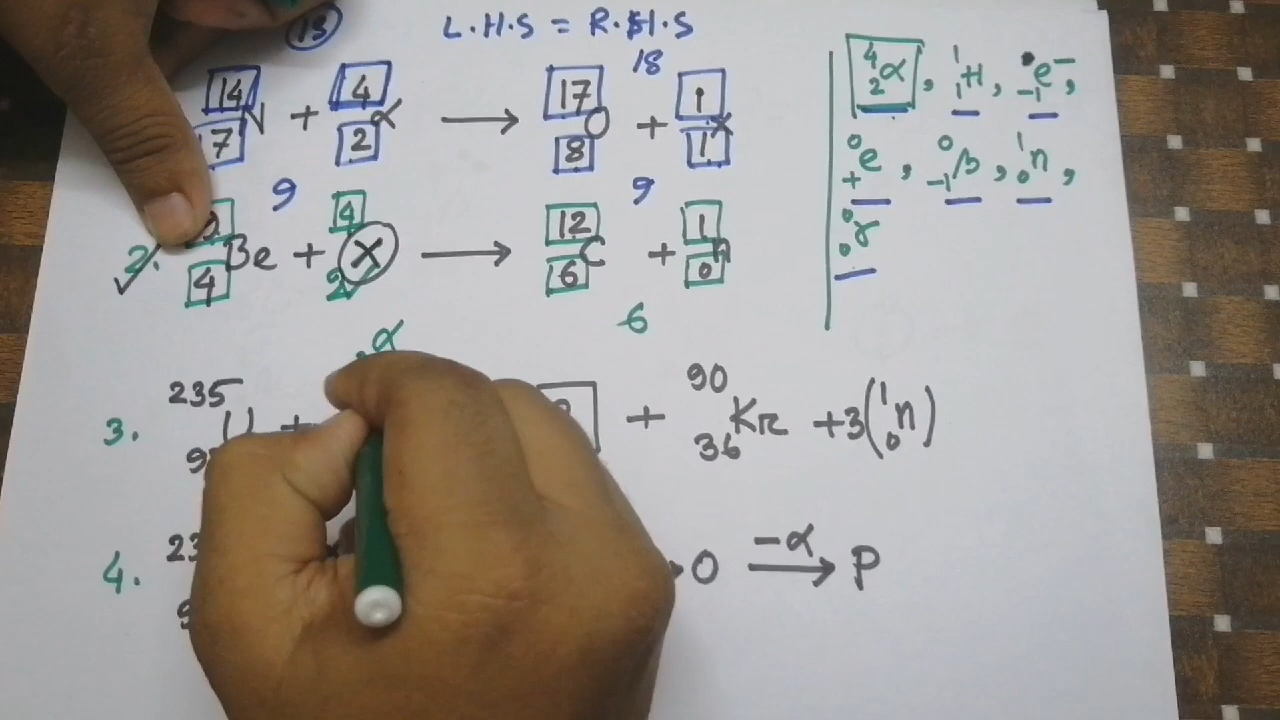 13 L.H.S = R.H.S
18
14 7 N + 4 2 α → 17 8 O + 1 1 X
9 9
2. 9 4 Be + 4 2 X → 12 6 C + 1 0 n
6
α
3. 235 U + + 90 36 Kr + 3(1 0 n)
4. O -α → P
4 2 α, 1 1 H, -1 e-,
0 + e, 0 -1 β, 1 0 n,
0 0 γ